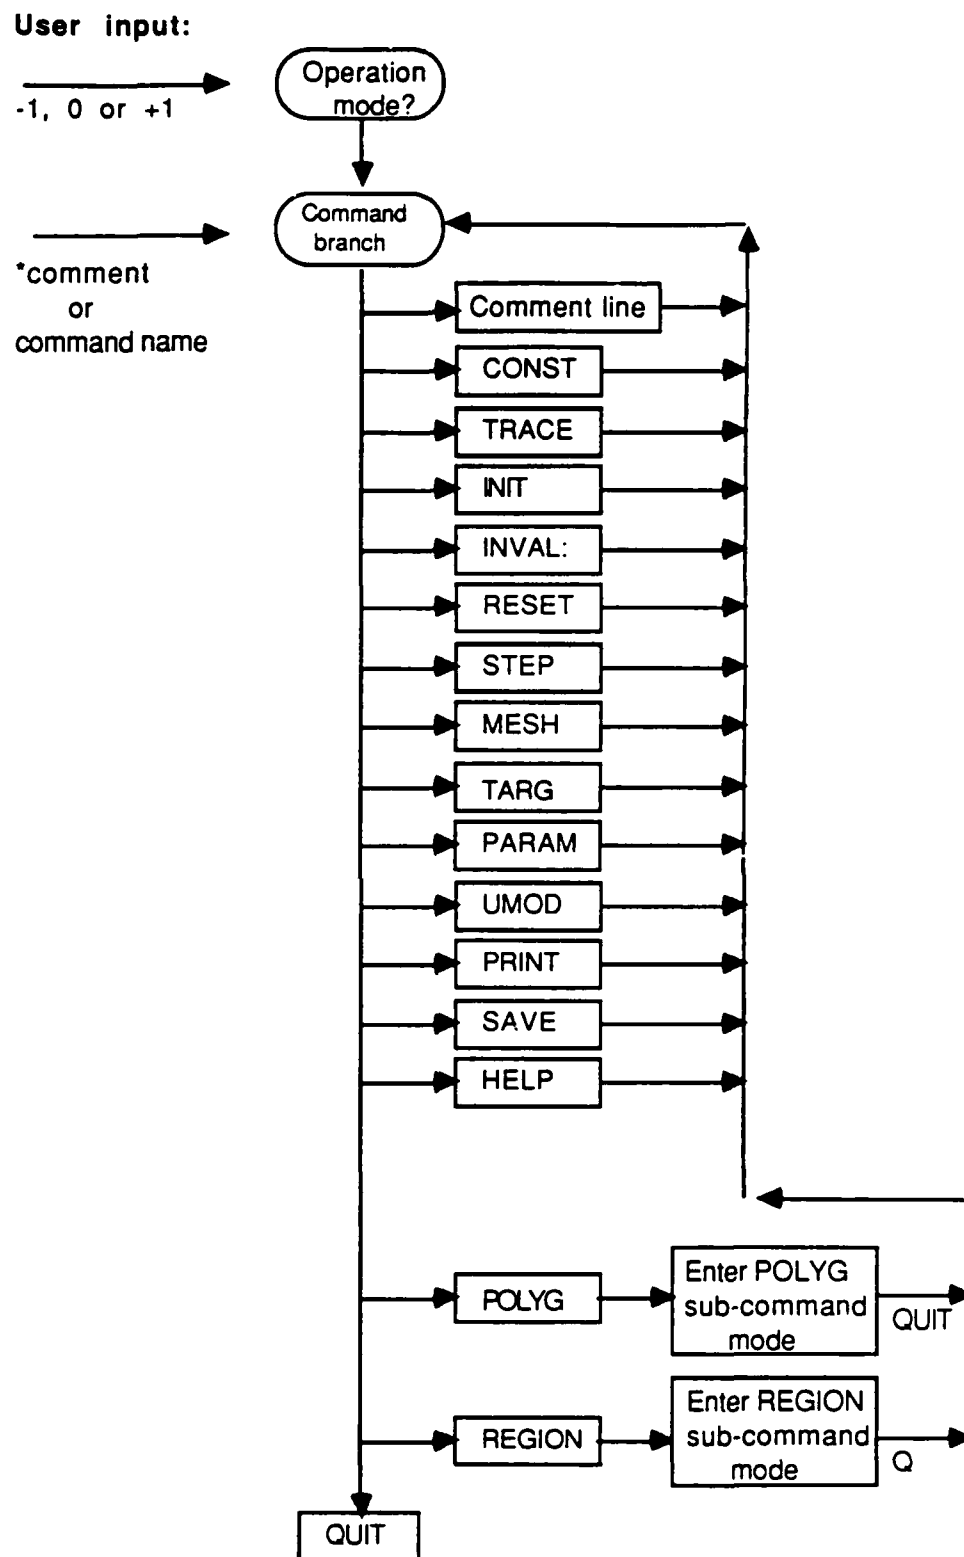 User input:
Operation
mode?
-1, 0 or +1
Command
branch
*comment
or
command name
Comment line
CONST
TRACE
INIT
INVAL:
RESET
STEP
MESH
TARG
PARAM
UMOD
PRINT
SAVE
HELP
POLYG
Enter POLYG
sub-command
mode
QUIT
REGION
Enter REGION
sub-command
mode
Q
QUIT